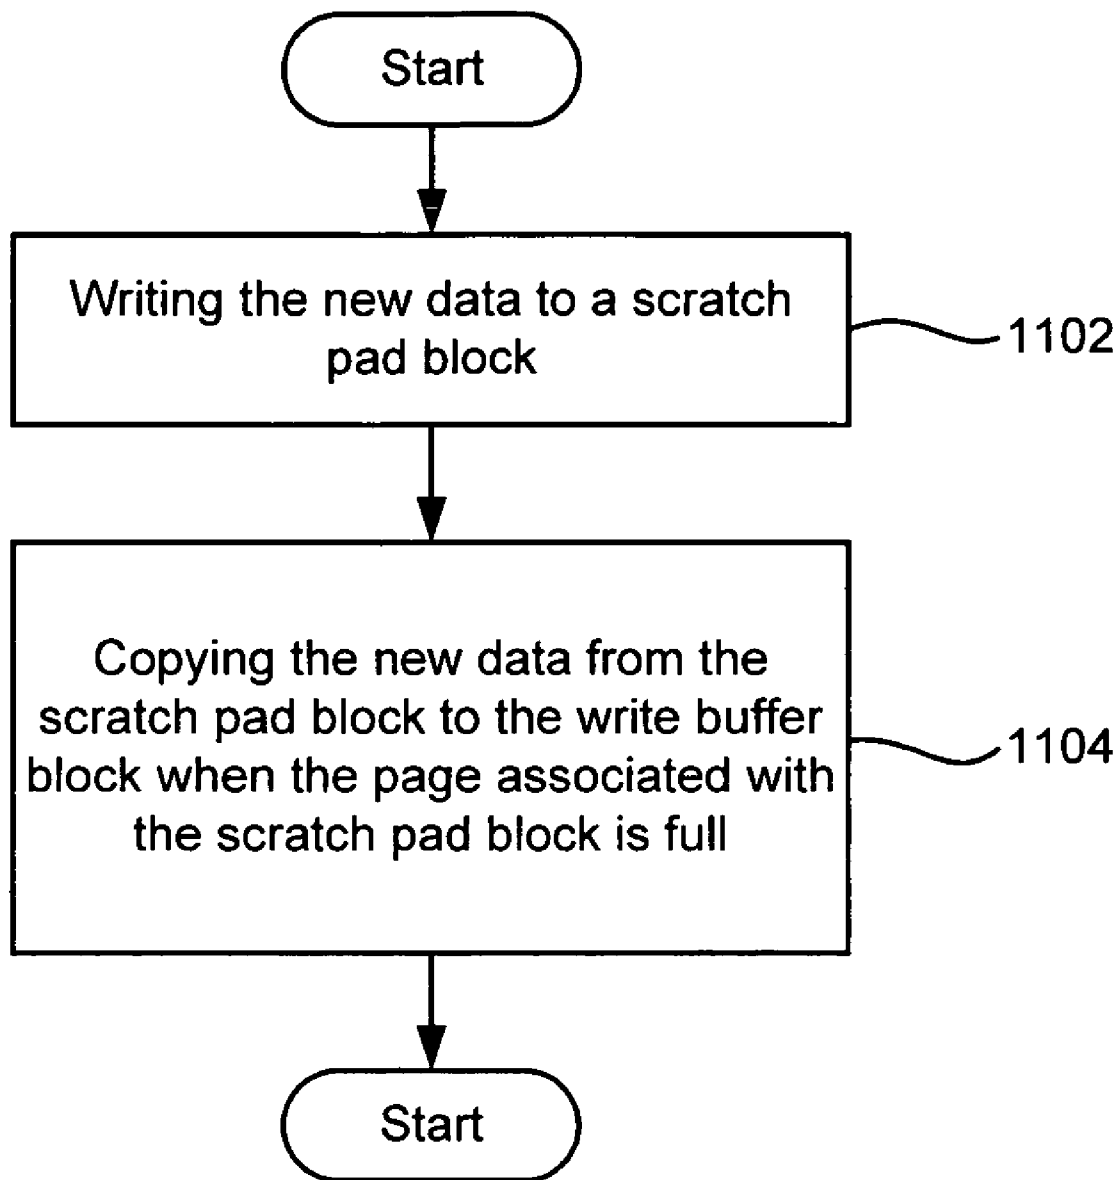 Start
Writing the new data to a scratch
pad block
1102
Copying the new data from the
scratch pad block to the write buffer
block when the page associated with
the scratch pad block is full
1104
Start